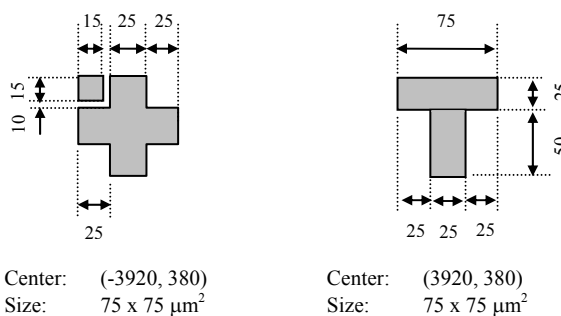 15 25 25
75
15
10
25
50
25
25 25 25
Center: (-3920, 380)
Size: 75 x 75 μm²
Center: (3920, 380)
Size: 75 x 75 μm²